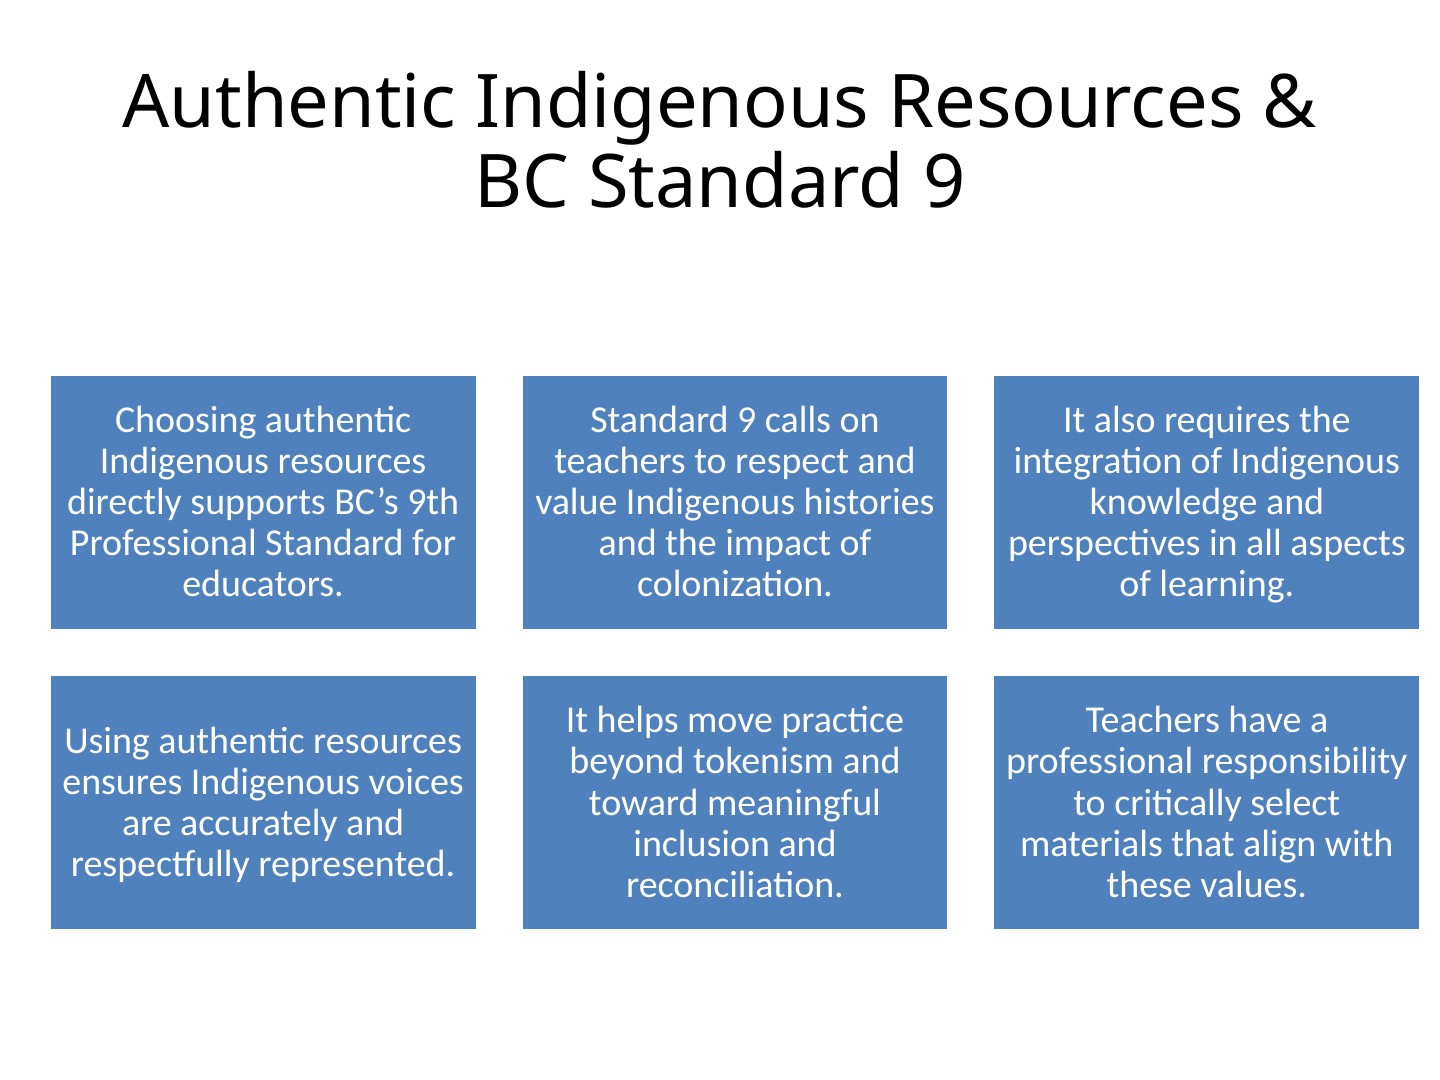 Authentic Indigenous Resources &
BC Standard 9
Choosing authentic
Indigenous resources
directly supports BC’s 9th
Professional Standard for
educators.
Standard 9 calls on
teachers to respect and
value Indigenous histories
and the impact of
colonization.
It also requires the
integration of Indigenous
knowledge and
perspectives in all aspects
of learning.
Using authentic resources
ensures Indigenous voices
are accurately and
respectfully represented.
It helps move practice
beyond tokenism and
toward meaningful
inclusion and
reconciliation.
Teachers have a
professional responsibility
to critically select
materials that align with
these values.